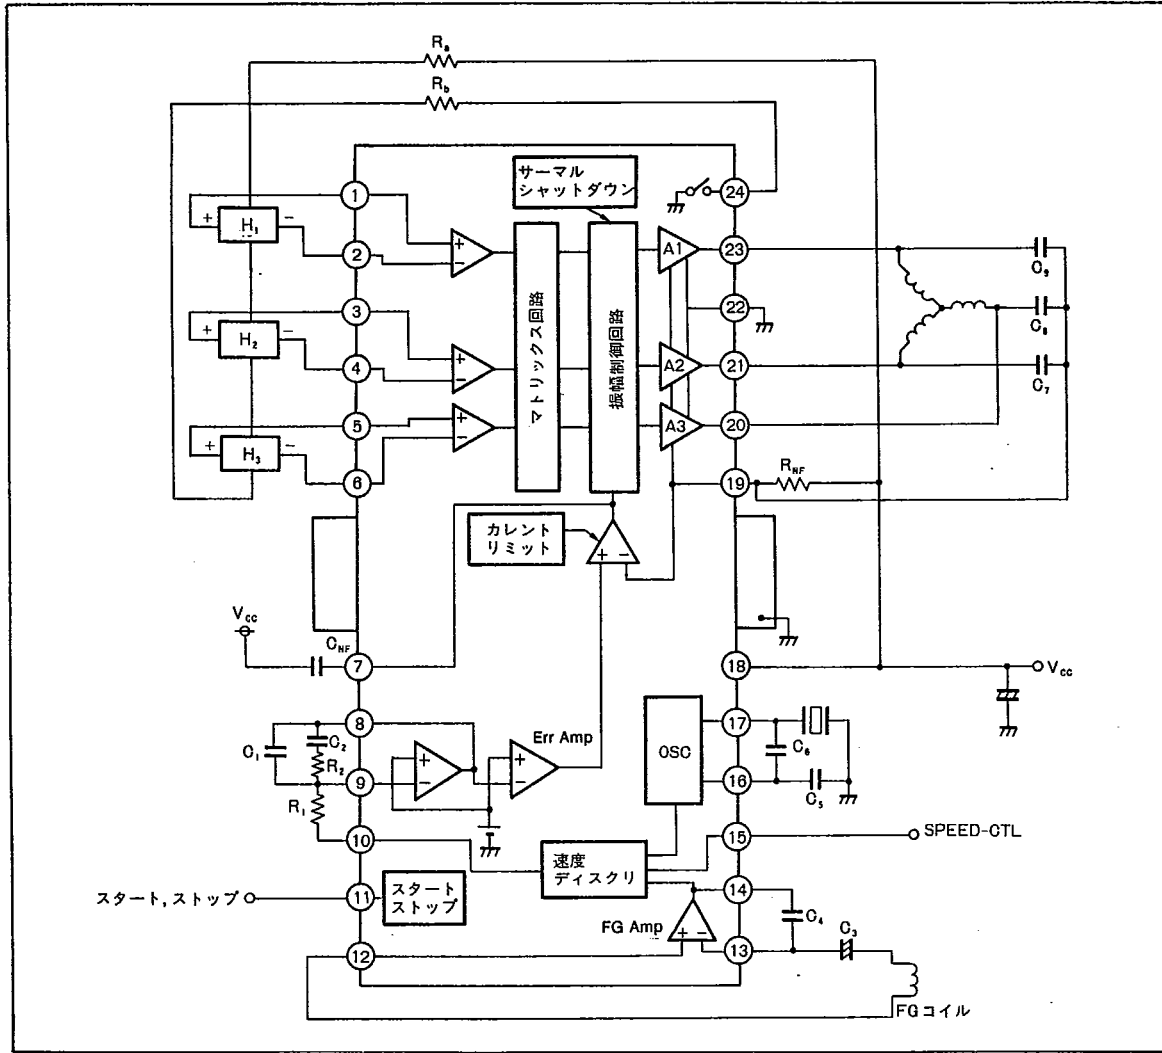 Ra
Rb
サーマル
シャットダウン
1
24
+ H1 −
+
−
A1
23
2
C9
3
22
マトリックス回路
振幅制御回路
+ H2 −
+
−
C8
4
A2
21
C7
5
+
−
A3
20
+ H3 −
RNF
6
19
カレント
リミット
+ −
Vcc
CNF
7
18
Vcc
8
17
C1
C2
R2
Err Amp
OSC
C6
+
−
+
−
9
16
C5
R1
10
15
SPEED-CTL
速度
ディスクリ
スタート,ストップ
11
スタート
ストップ
14
FG Amp
C4
C3
+ −
12
13
FGコイル